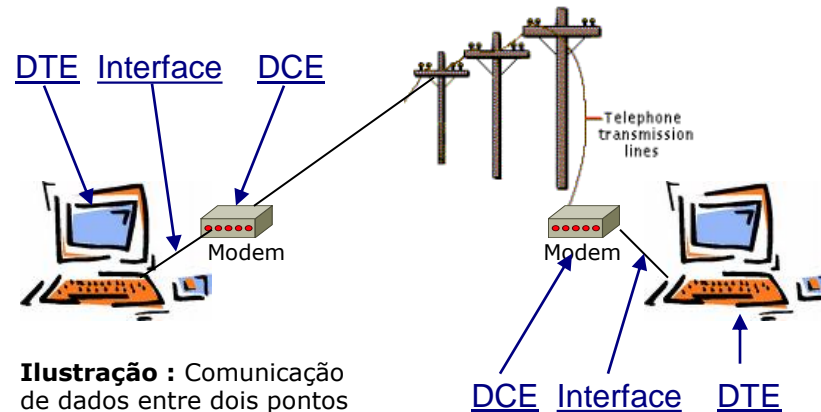 DTE Interface DCE
Telephone
transmission
lines
Modem
Modem
Ilustração : Comunicação
de dados entre dois pontos
DCE Interface DTE